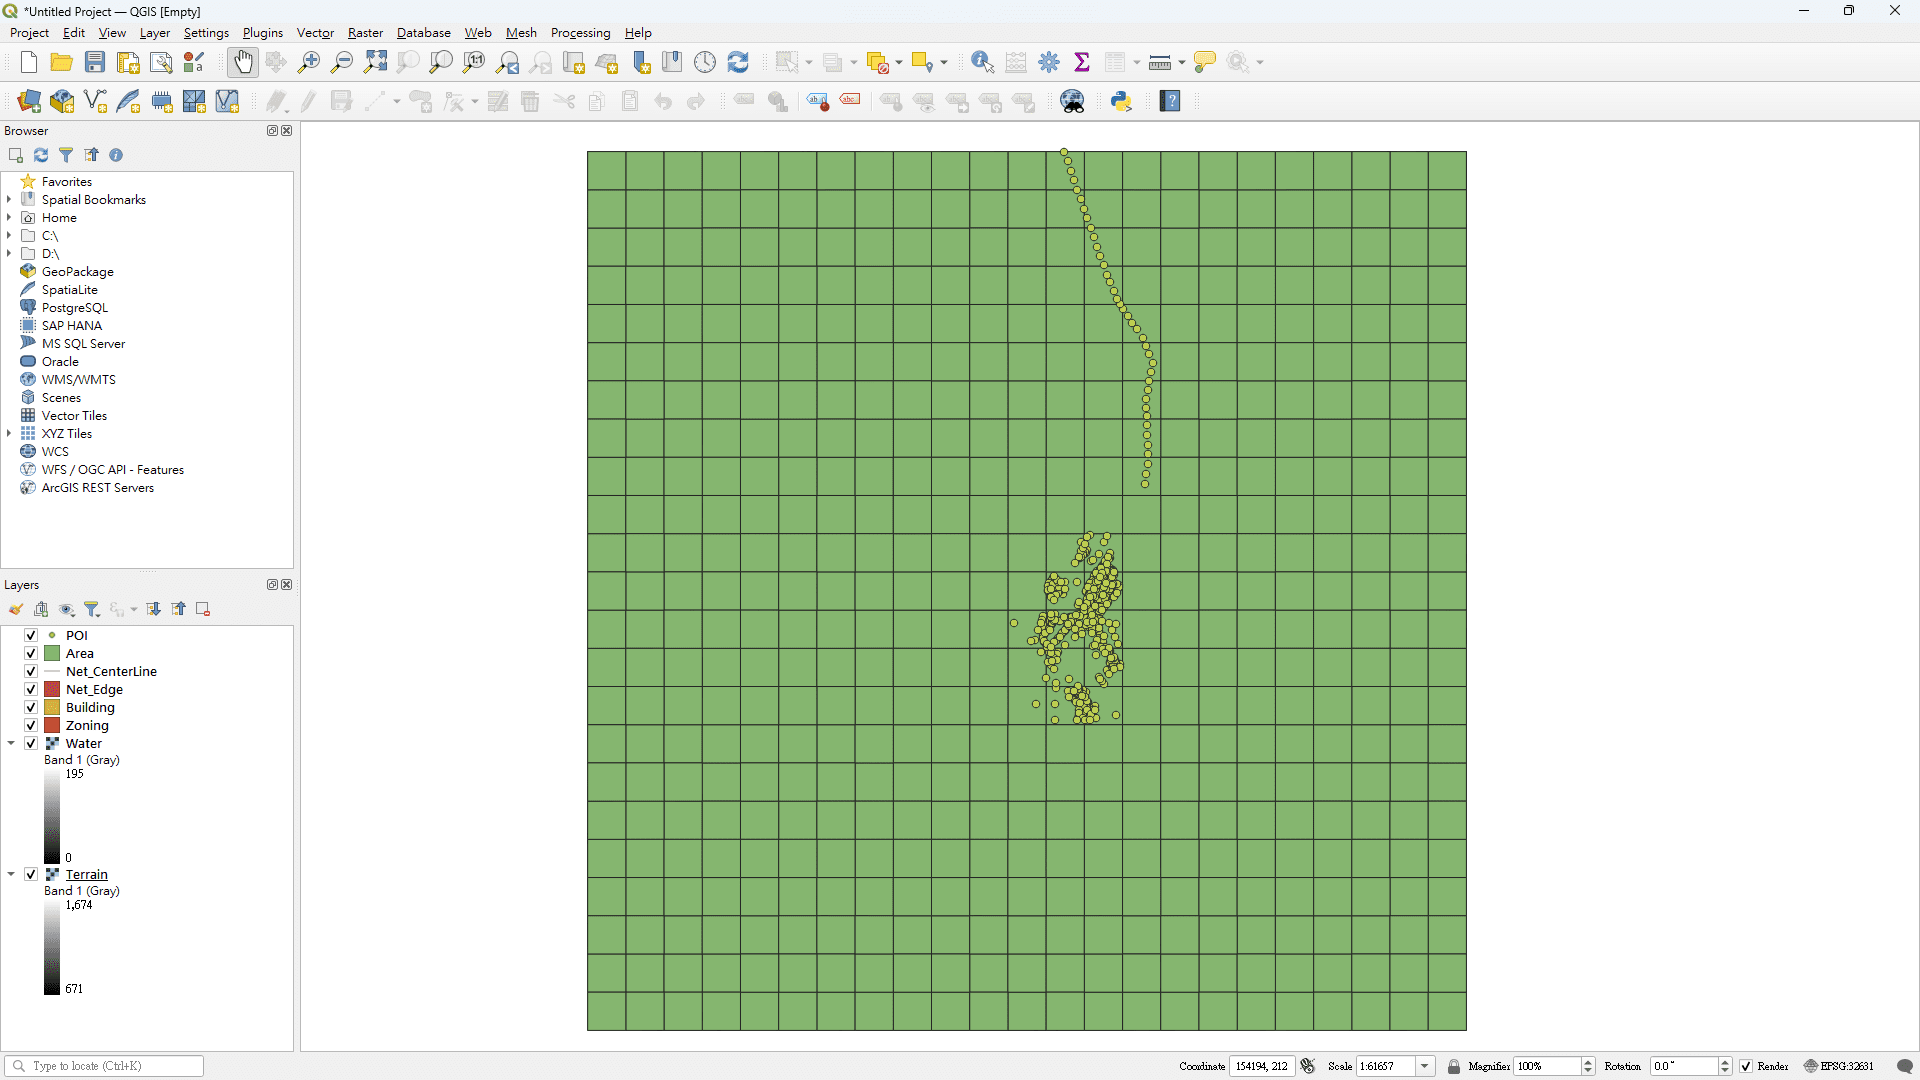 *Untitled Project — QGIS [Empty]
Project Edit View Layer Settings Plugins Vector Raster Database Web Mesh Processing Help
Browser
Favorites
Spatial Bookmarks
Home
C:\
D:\
GeoPackage
SpatiaLite
PostgreSQL
SAP HANA
MS SQL Server
Oracle
WMS/WMTS
Scenes
Vector Tiles
XYZ Tiles
WCS
WFS / OGC API - Features
ArcGIS REST Servers
Layers
POI
Area
Net_CenterLine
Net_Edge
Building
Zoning
Water
Band 1 (Gray)
195
0
Terrain
Band 1 (Gray)
1,674
671
Type to locate (Ctrl+K)
Coordinate 154194, 212 Scale 1:61657 Magnifier 100% Rotation 0.0 ° Render EPSG:32631